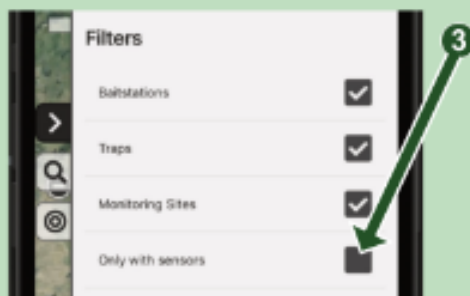 Filters
3
Baitstations
Traps
Monitoring Sites
Only with sensors